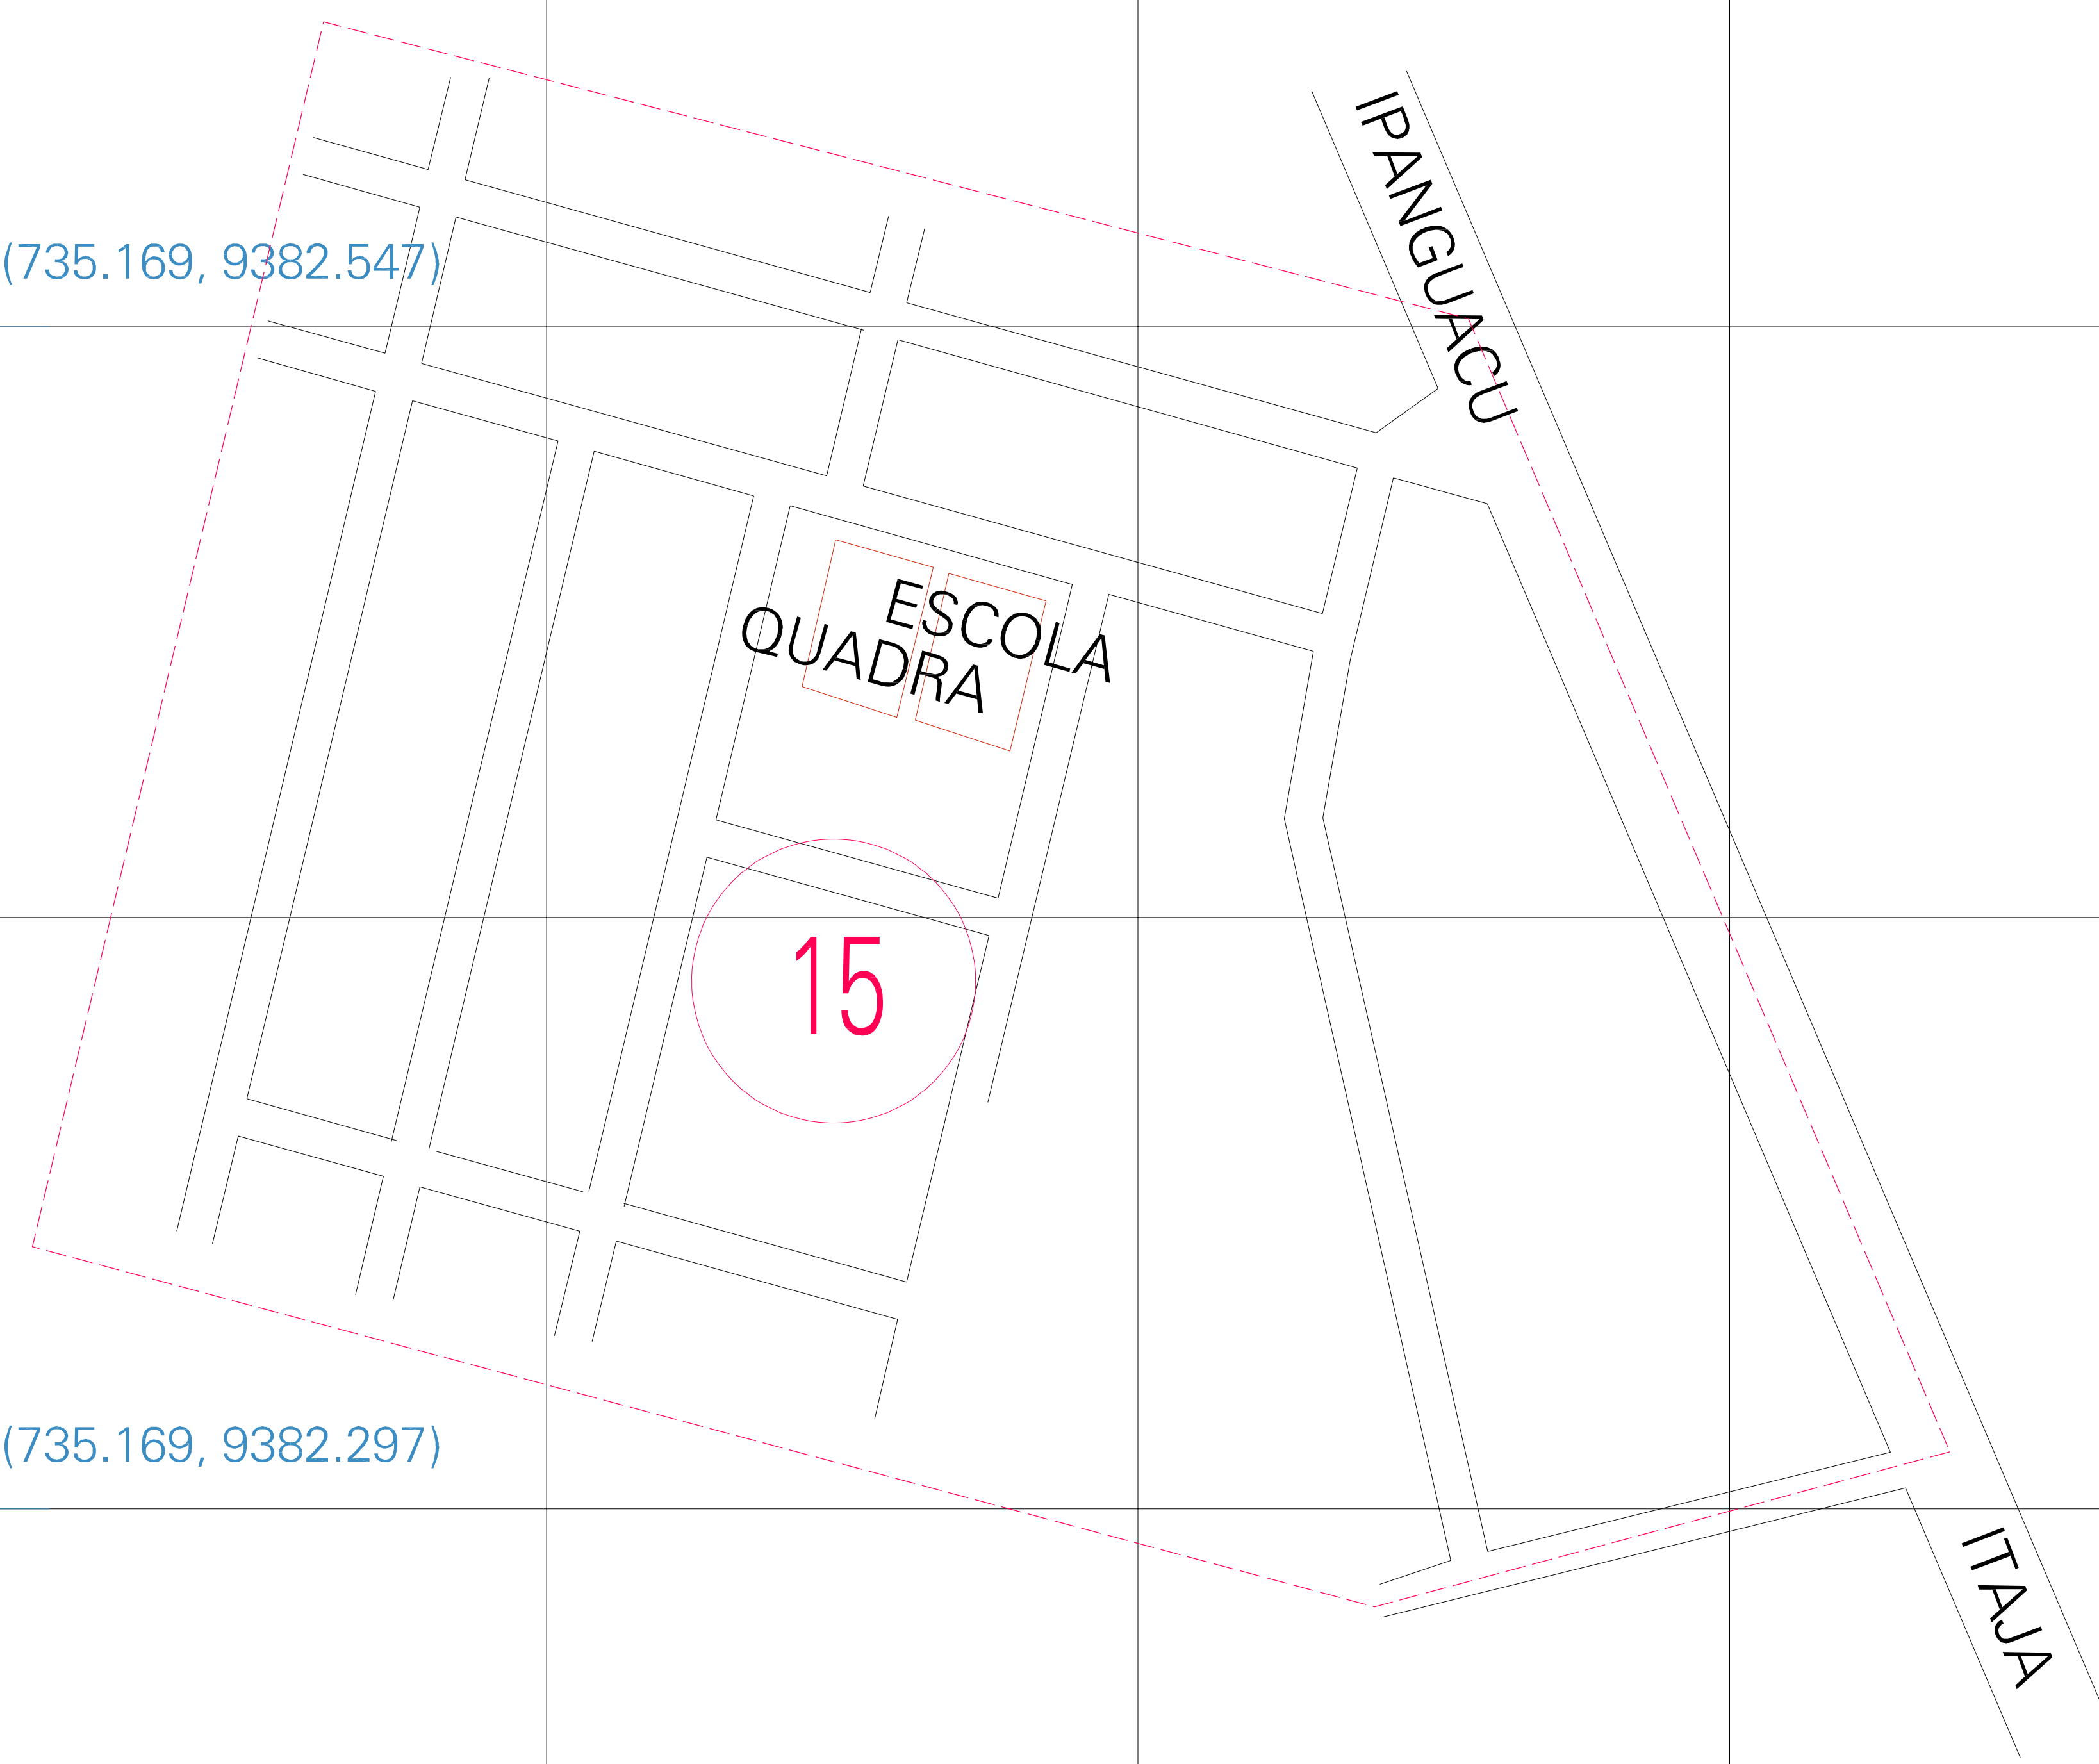 IPANGUACU
(735.169, 9382.547)
ESCOLA
QUADRA
15
(735.169, 9382.297)
ITAJA